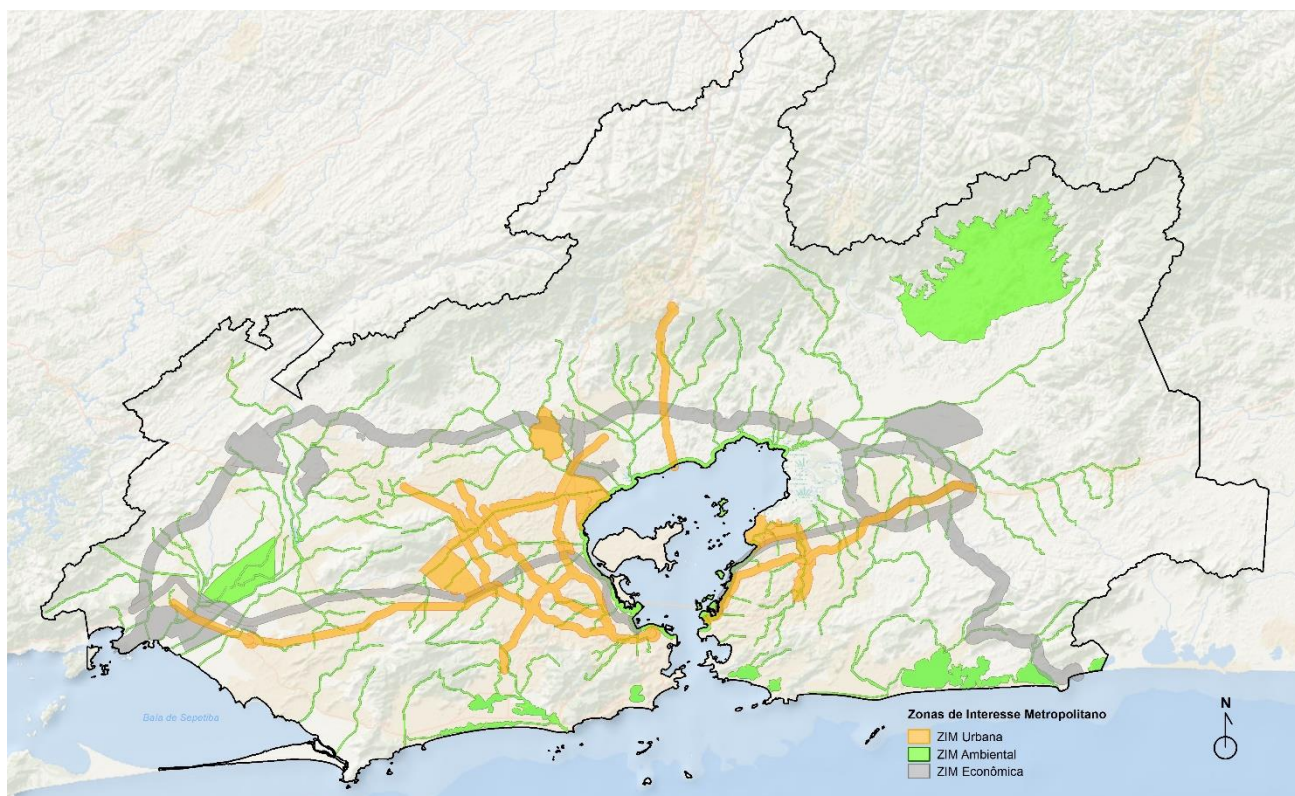 Baía de Sepetiba
N
Zonas de Interesse Metropolitano
ZIM Urbana
ZIM Ambiental
ZIM Econômica